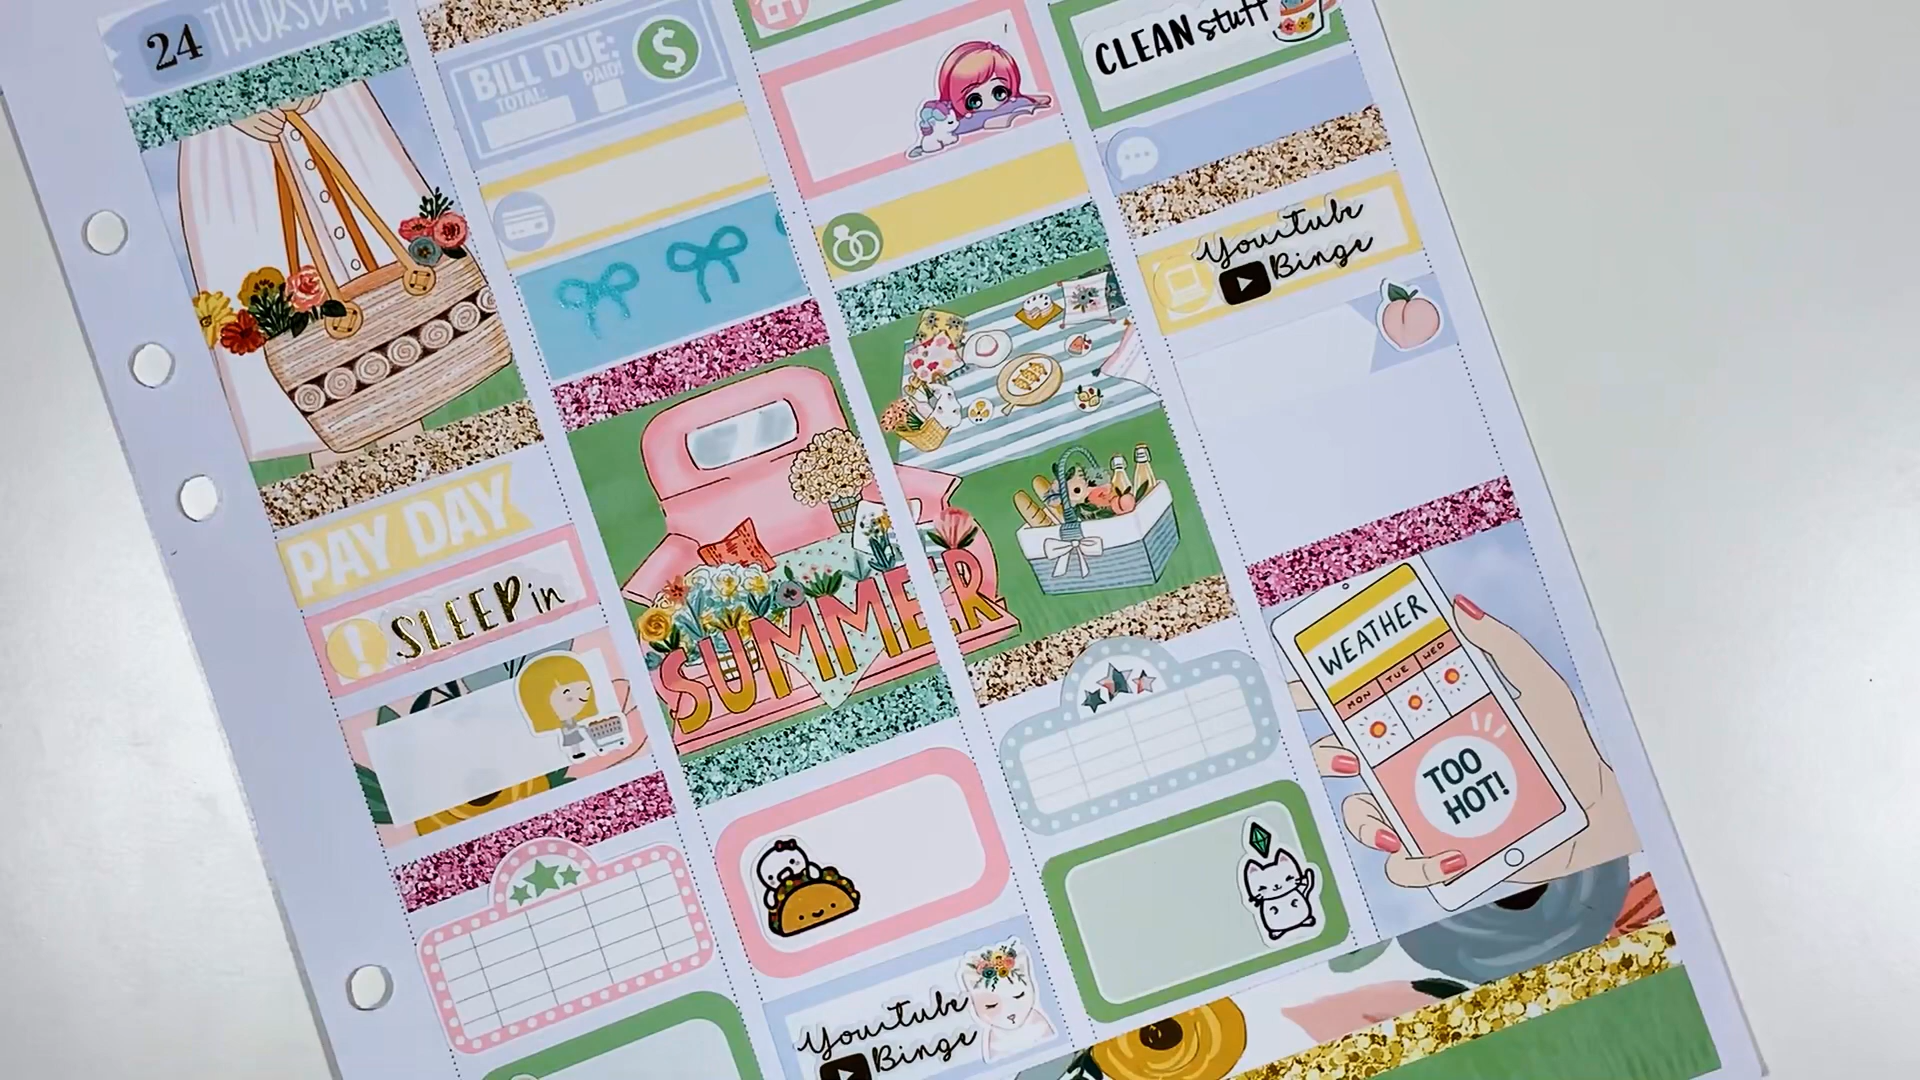 24 THURSDAY
BILL DUE:
TOTAL:
PAID!
$
CLEAN stuff
YouTube
Binge
PAY DAY
! SLEEP in
SUMMER
WEATHER
MON TUE WED
TOO
HOT!
YouTube
Binge